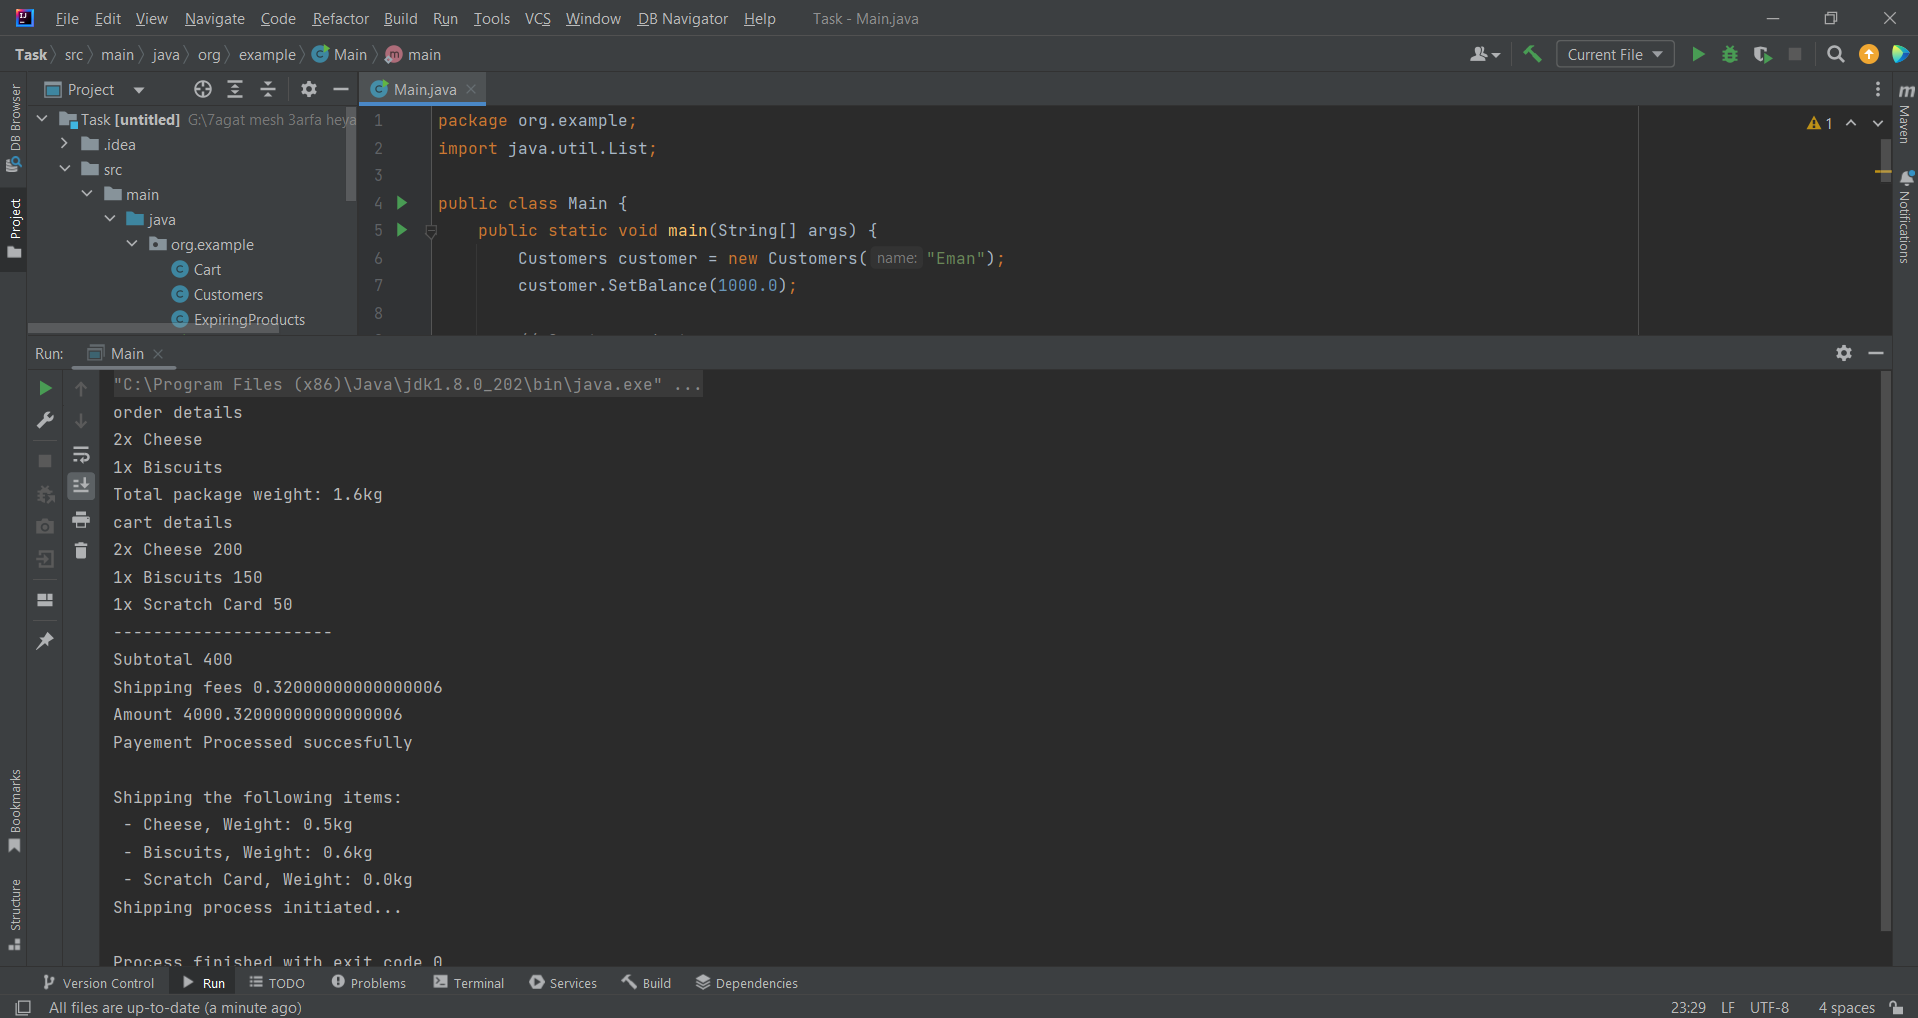 File Edit View Navigate Code Refactor Build Run Tools VCS Window DB Navigator Help Task - Main.java
Task src main java org example Main m main
Current File
DB Browser
Project
Bookmarks
Structure
Project
Task [untitled] G:\7agat mesh 3arfa heya
.idea
src
main
java
org.example
C Cart
C Customers
C ExpiringProducts
C Main.java
1 package org.example;
2 import java.util.List;
3
4 public class Main {
5 public static void main(String[] args) {
6 Customers customer = new Customers( name: "Eman");
7 customer.SetBalance(1000.0);
8
1
m Maven
Notifications
Run: Main
"C:\Program Files (x86)\Java\jdk1.8.0_202\bin\java.exe" ...
order details
2x Cheese
1x Biscuits
Total package weight: 1.6kg
cart details
2x Cheese 200
1x Biscuits 150
1x Scratch Card 50
----------------------
Subtotal 400
Shipping fees 0.32000000000000006
Amount 4000.32000000000000006
Payement Processed succesfully
Shipping the following items:
- Cheese, Weight: 0.5kg
- Biscuits, Weight: 0.6kg
- Scratch Card, Weight: 0.0kg
Shipping process initiated...
Process finished with exit code 0
Version Control Run TODO Problems Terminal Services Build Dependencies
All files are up-to-date (a minute ago) 23:29 LF UTF-8 4 spaces